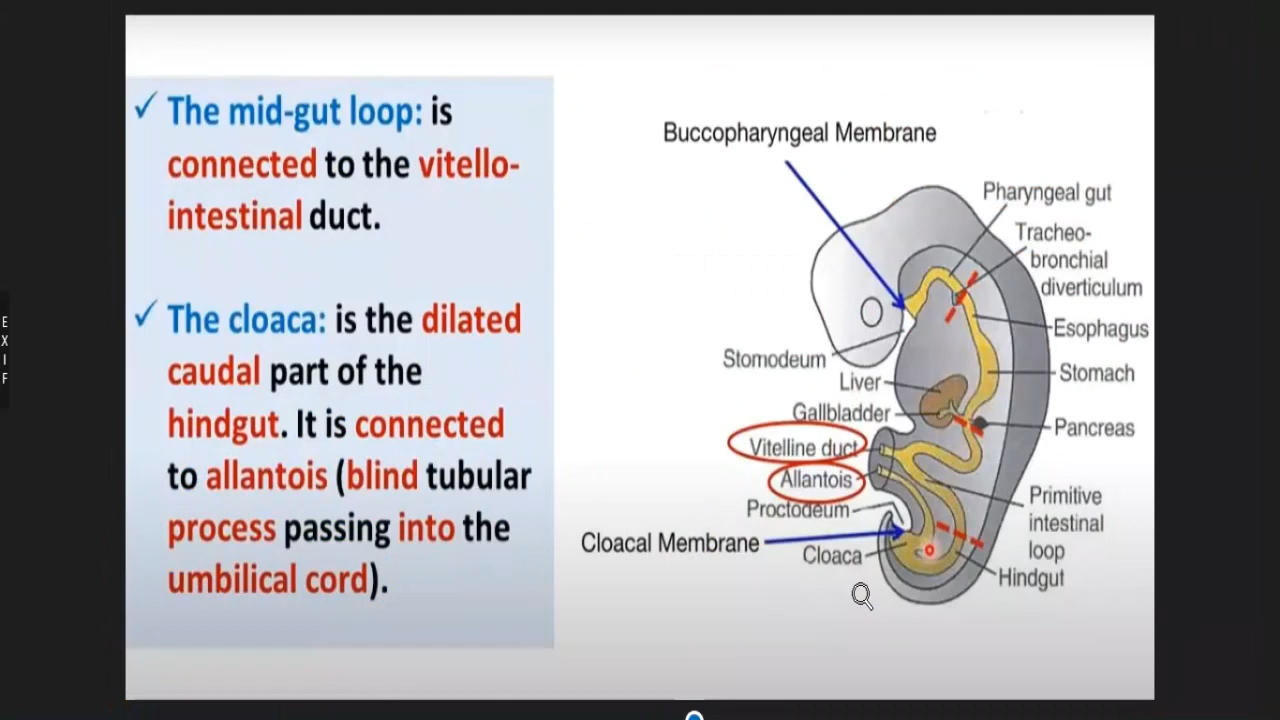 ✓ The mid-gut loop: is
connected to the vitello-
intestinal duct.
✓ The cloaca: is the dilated
caudal part of the
hindgut. It is connected
to allantois (blind tubular
process passing into the
umbilical cord).
Buccopharyngeal Membrane
Pharyngeal gut
Tracheo-
bronchial
diverticulum
Esophagus
Stomodeum
Stomach
Liver
Gallbladder
Pancreas
Vitelline duct
Allantois
Primitive
intestinal
loop
Proctodeum
Cloacal Membrane
Cloaca
Hindgut
E
X
I
F